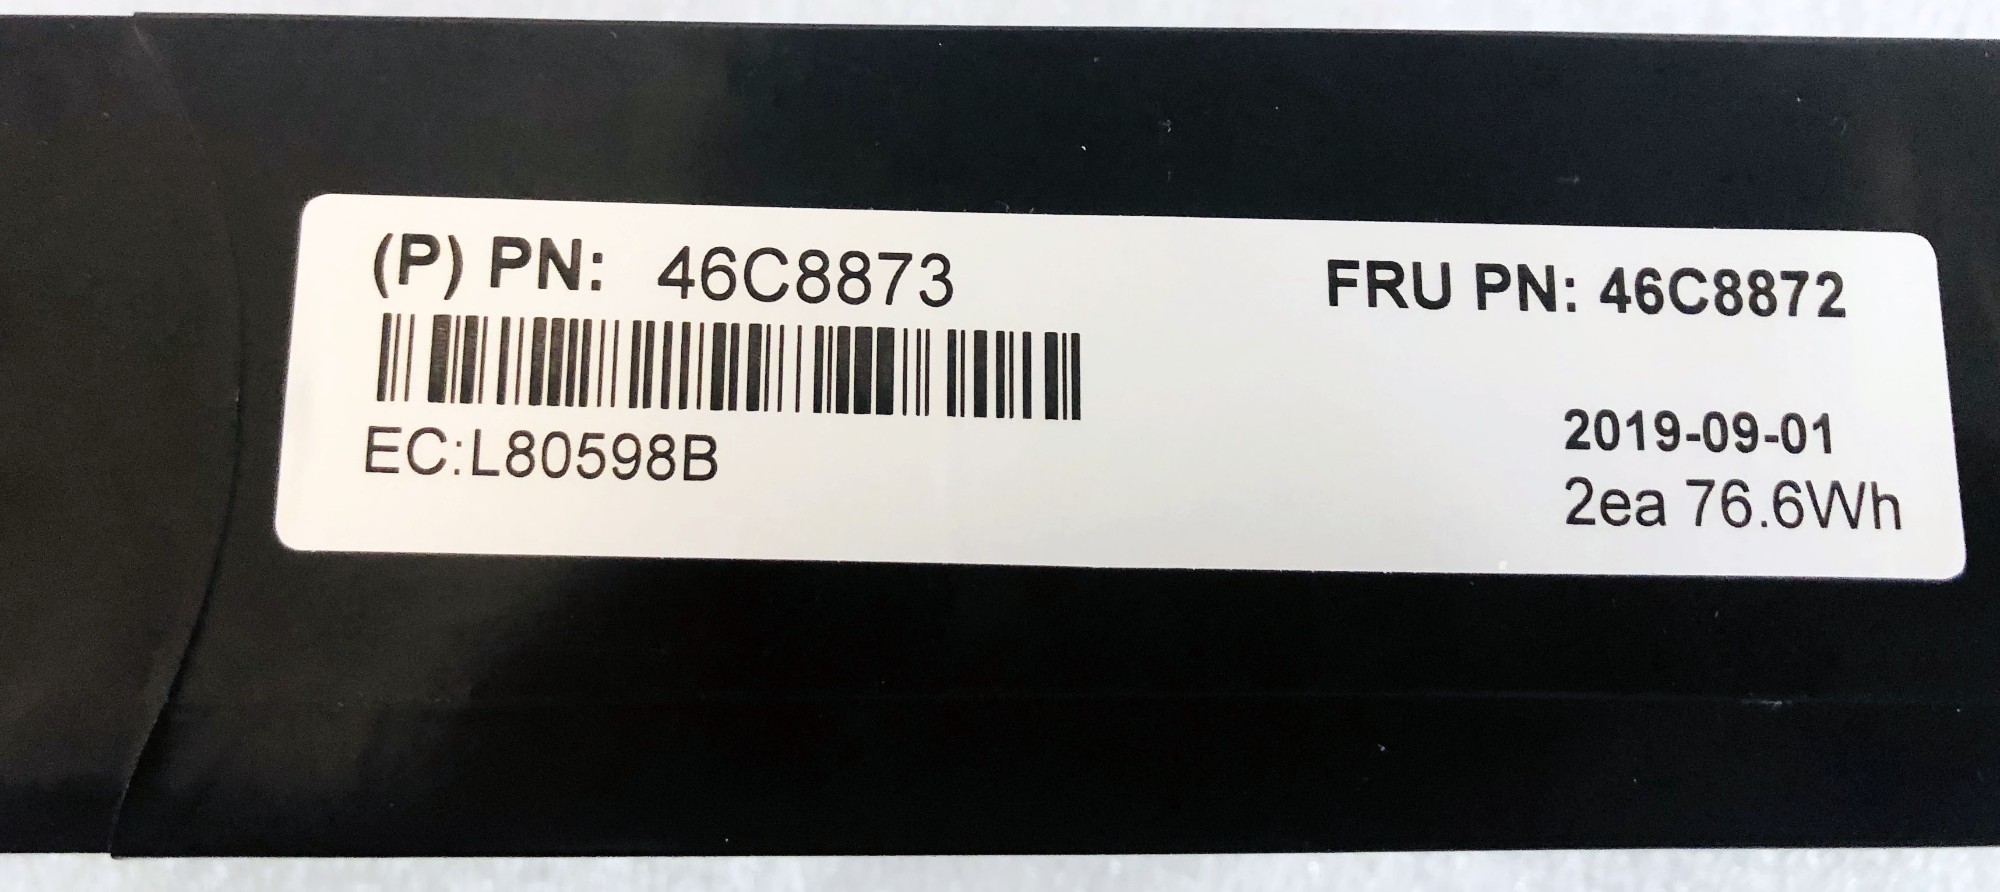 (P) PN: 46C8873
FRU PN: 46C8872
EC:L80598B
2019-09-01
2ea 76.6Wh